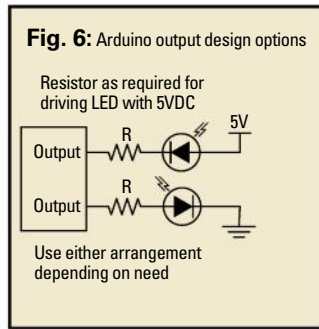 Fig. 6: Arduino output design options
Resistor as required for
driving LED with 5VDC
5V
R
Output
R
Output
Use either arrangement
depending on need